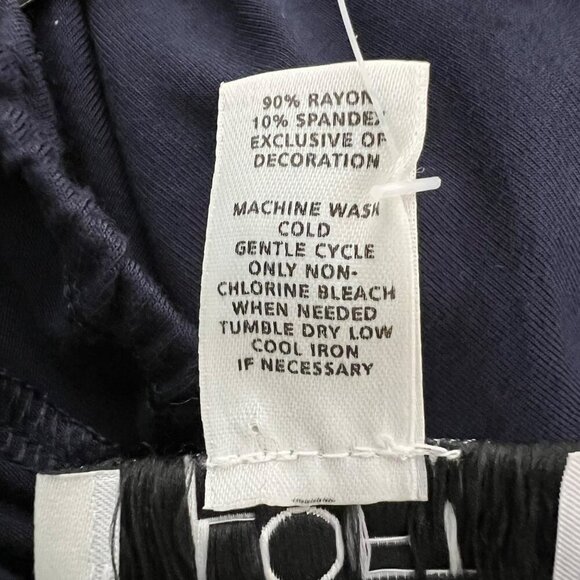 90% RAYON
10% SPANDEX
EXCLUSIVE OF
DECORATION
MACHINE WASH
COLD
GENTLE CYCLE
ONLY NON-
CHLORINE BLEACH
WHEN NEEDED
TUMBLE DRY LOW
COOL IRON
IF NECESSARY